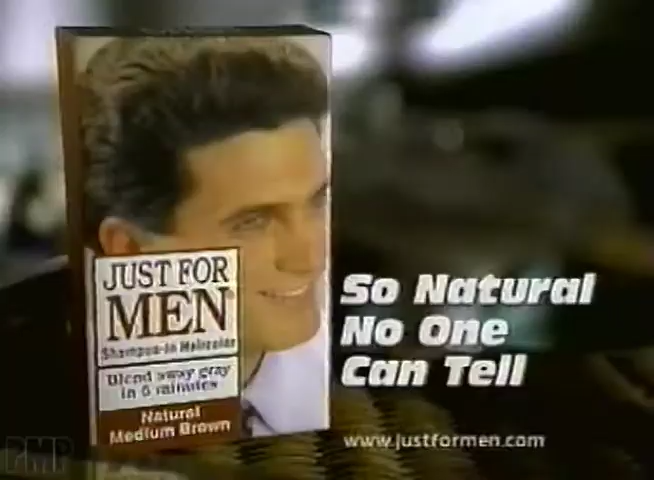 JUST FOR
MEN
Shampoo-In Haircolor
Blend away gray
in 5 minutes
Natural
Medium Brown
So Natural
No One
Can Tell
www.justformen.com
PMP